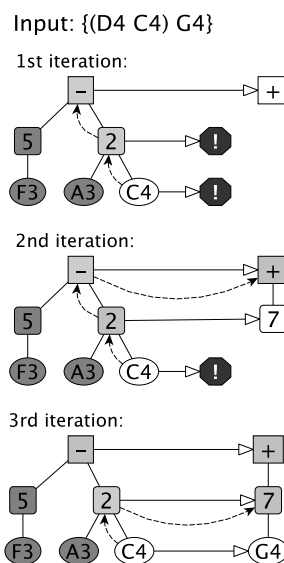 Input: {(D4 C4) G4}
1st iteration:
− +
5 2 !
F3 A3 C4 !
2nd iteration:
− +
5 2 7
F3 A3 C4 !
3rd iteration:
− +
5 2 7
F3 A3 C4 G4